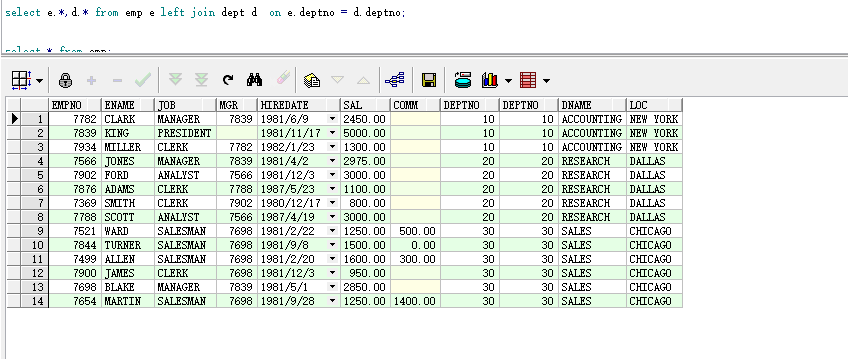 select e.*,d.* from emp e left join dept d  on e.deptno = d.deptno;
select * from emp;
EMPNO ENAME JOB MGR HIREDATE SAL COMM DEPTNO DEPTNO DNAME LOC
1 7782 CLARK MANAGER 7839 1981/6/9 2450.00 10 10 ACCOUNTING NEW YORK
2 7839 KING PRESIDENT 1981/11/17 5000.00 10 10 ACCOUNTING NEW YORK
3 7934 MILLER CLERK 7782 1982/1/23 1300.00 10 10 ACCOUNTING NEW YORK
4 7566 JONES MANAGER 7839 1981/4/2 2975.00 20 20 RESEARCH DALLAS
5 7902 FORD ANALYST 7566 1981/12/3 3000.00 20 20 RESEARCH DALLAS
6 7876 ADAMS CLERK 7788 1987/5/23 1100.00 20 20 RESEARCH DALLAS
7 7369 SMITH CLERK 7902 1980/12/17 800.00 20 20 RESEARCH DALLAS
8 7788 SCOTT ANALYST 7566 1987/4/19 3000.00 20 20 RESEARCH DALLAS
9 7521 WARD SALESMAN 7698 1981/2/22 1250.00 500.00 30 30 SALES CHICAGO
10 7844 TURNER SALESMAN 7698 1981/9/8 1500.00 0.00 30 30 SALES CHICAGO
11 7499 ALLEN SALESMAN 7698 1981/2/20 1600.00 300.00 30 30 SALES CHICAGO
12 7900 JAMES CLERK 7698 1981/12/3 950.00 30 30 SALES CHICAGO
13 7698 BLAKE MANAGER 7839 1981/5/1 2850.00 30 30 SALES CHICAGO
14 7654 MARTIN SALESMAN 7698 1981/9/28 1250.00 1400.00 30 30 SALES CHICAGO